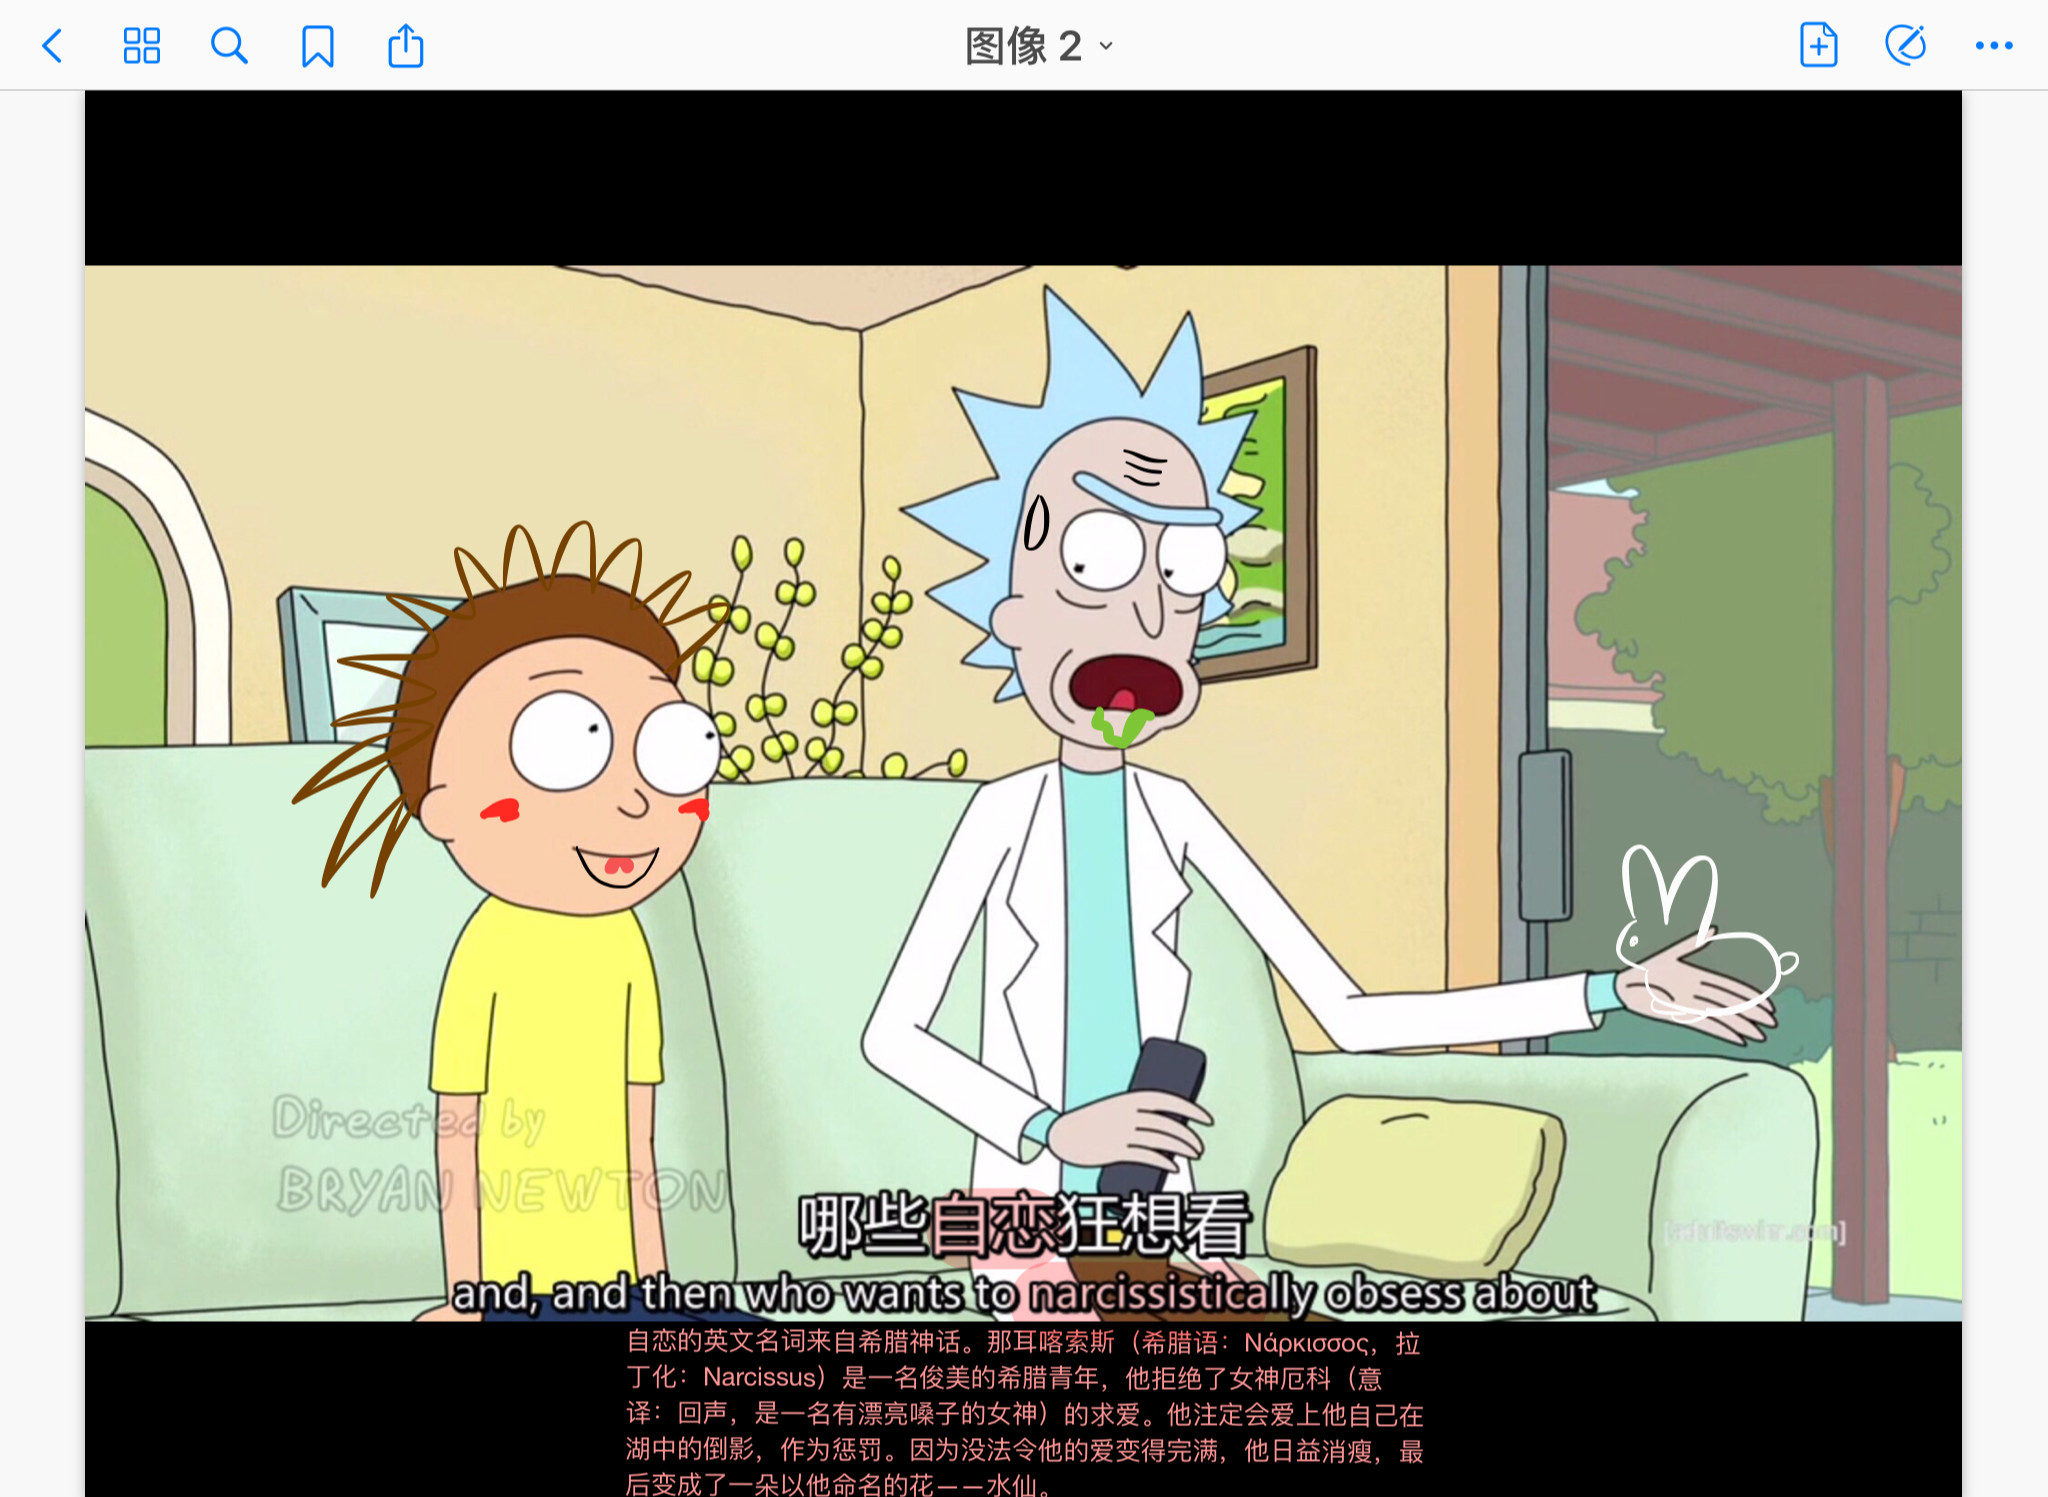 图像 2
Directed by
BRYAN NEWTON
哪些自恋狂想看
[adultswim.com]
and, and then who wants to narcissistically obsess about
自恋的英文名词来自希腊神话。那耳喀索斯（希腊语：Νάρκισσος，拉
丁化：Narcissus）是一名俊美的希腊青年，他拒绝了女神厄科（意
译：回声，是一名有漂亮嗓子的女神）的求爱。他注定会爱上他自己在
湖中的倒影，作为惩罚。因为没法令他的爱变得完满，他日益消瘦，最
后变成了一朵以他命名的花——水仙。